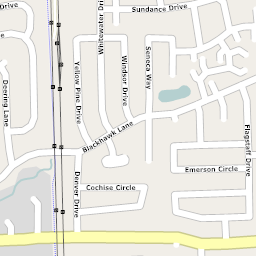 Sundance Drive
Whitewater Drive
Seneca Way
Windsor Drive
Yellow Pine Drive
Deering Lane
Blackhawk Lane
Flagstaff Drive
Emerson Circle
Denver Drive
Cochise Circle